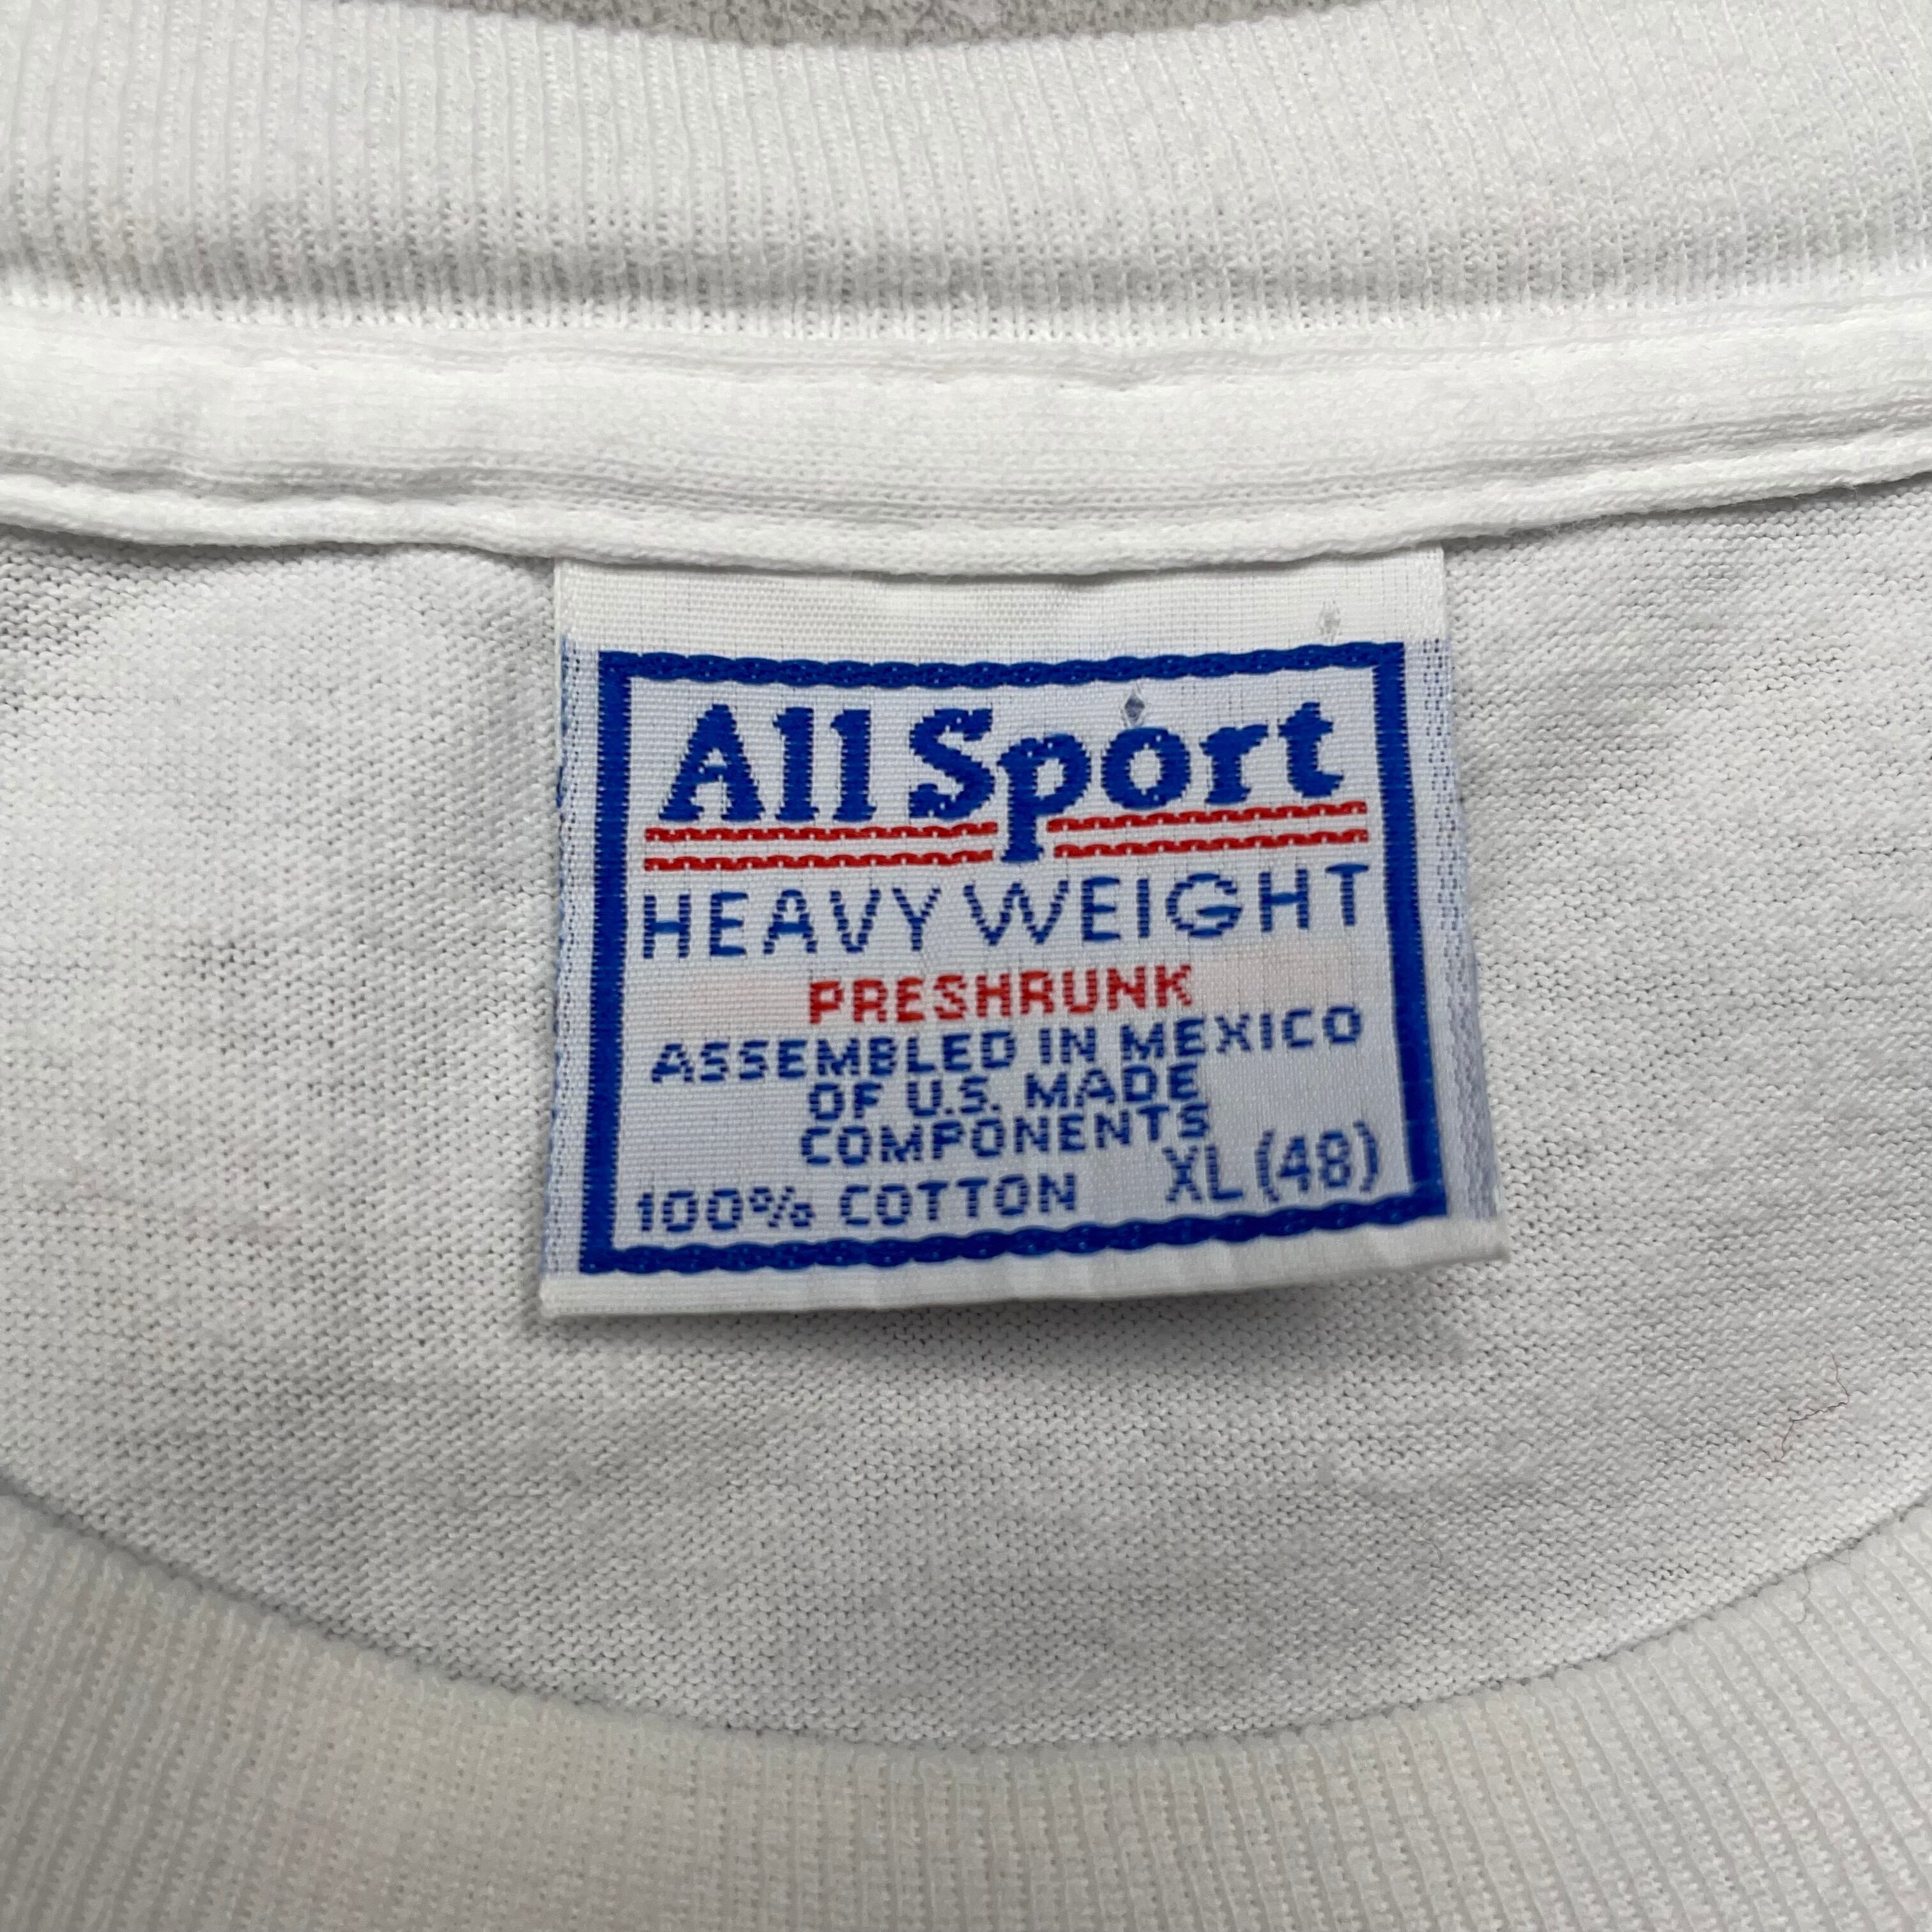 All Sport
HEAVY WEIGHT
PRESHRUNK
ASSEMBLED IN MEXICO
OF U.S. MADE
COMPONENTS
100% COTTON XL (48)